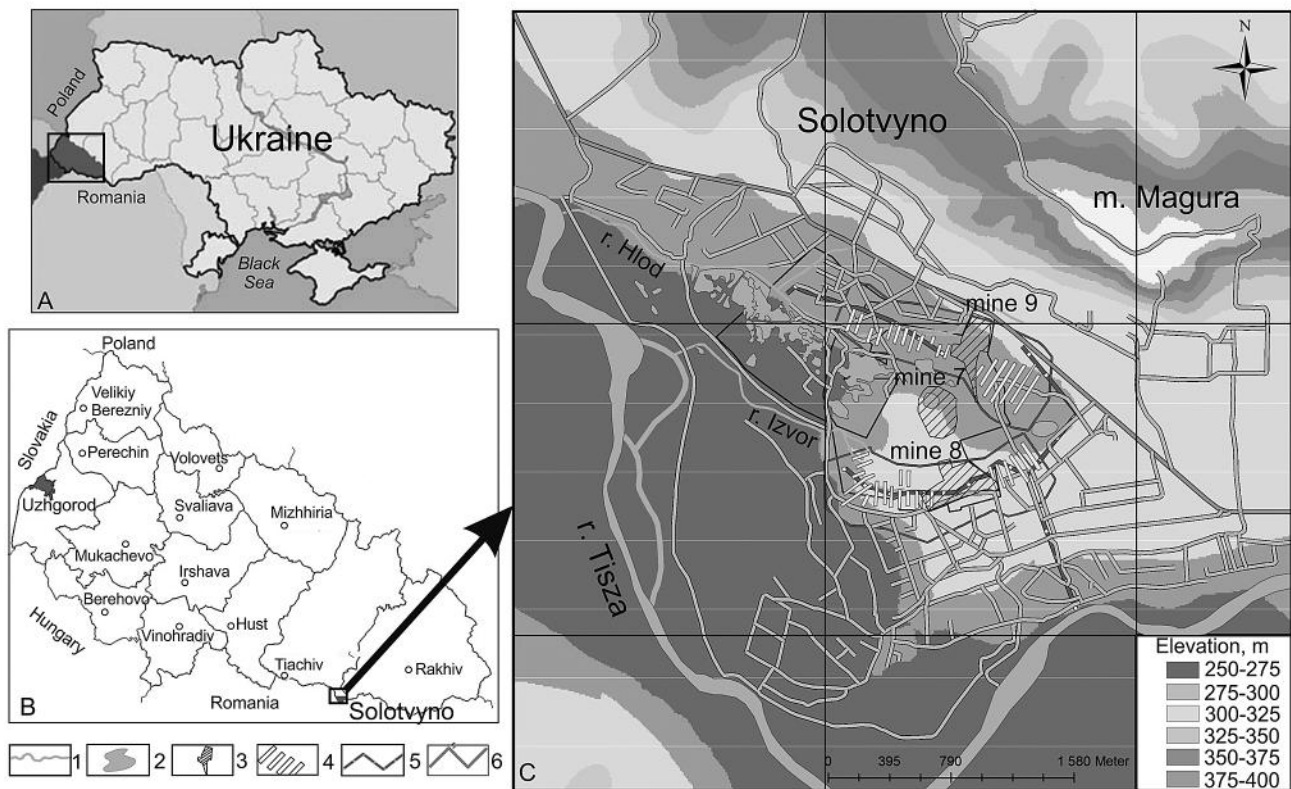 Poland
Ukraine
Romania
Black
Sea
A
Poland
Velikiy
Berezniy
Slovakia
Perechin
Volovets
Uzhgorod
Svaliava
Mizhhiria
Mukachevo
Irshava
Berehovo
Hungary
Vinohradiv
Hust
Tiachiv
Rakhiv
Romania
B
Solotvyno
1
2
3
4
5
6
N
Solotvyno
m. Magura
r. Hlod
mine 9
mine 7
r. Izvor
mine 8
r. Tisza
Elevation, m
250-275
275-300
300-325
325-350
350-375
375-400
C
0 395 790 1 580 Meter